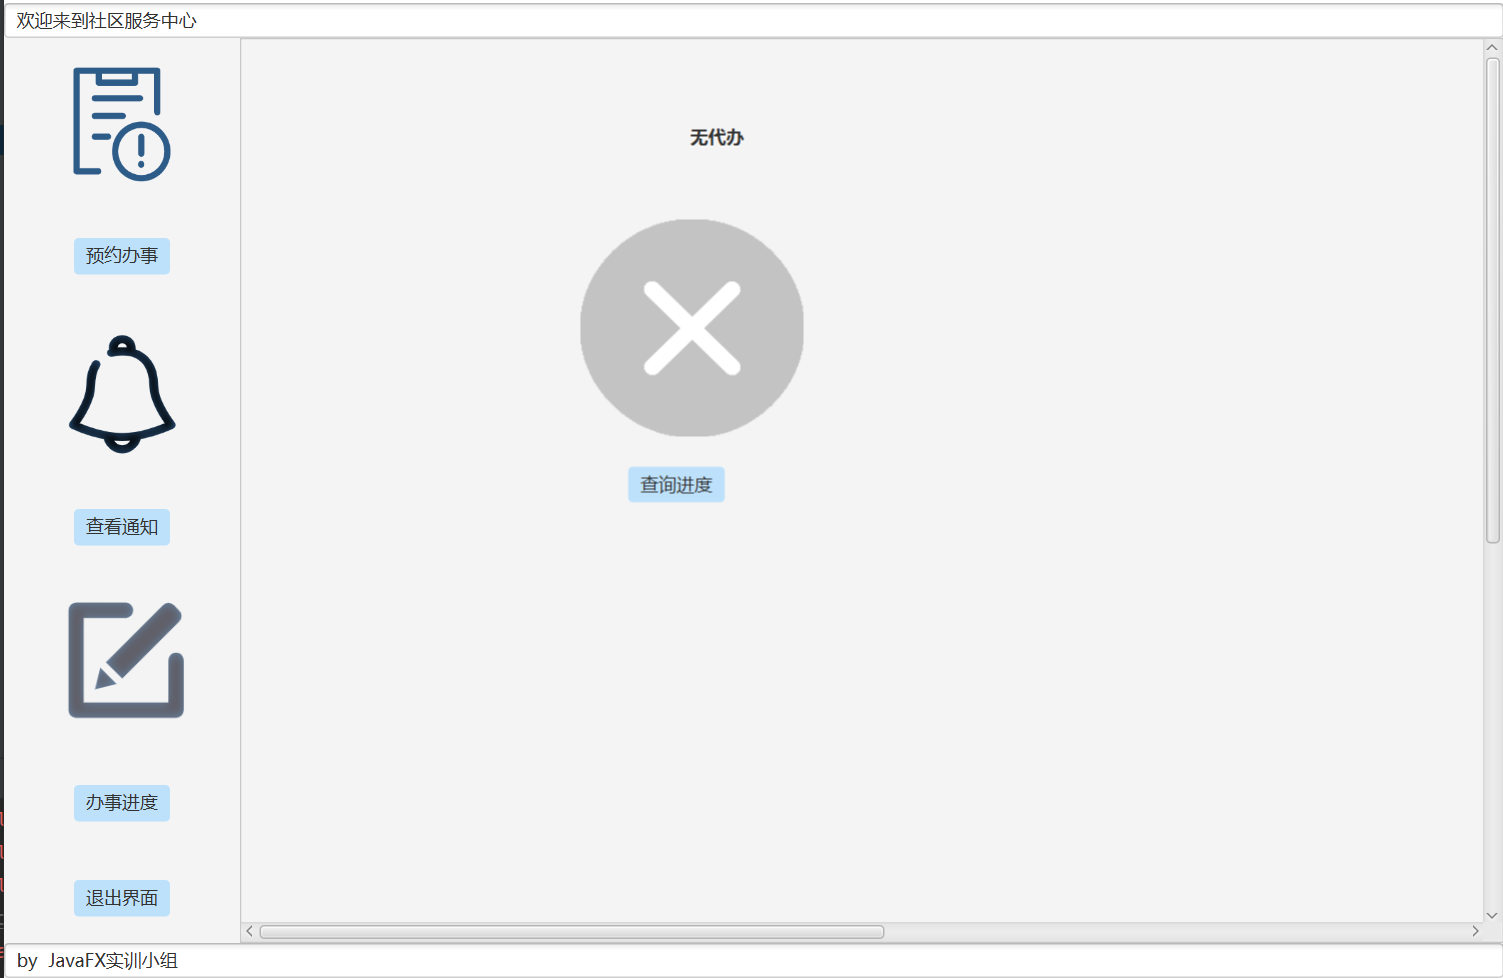 欢迎来到社区服务中心
预约办事
查看通知
办事进度
退出界面
无代办
查询进度
by JavaFX实训小组